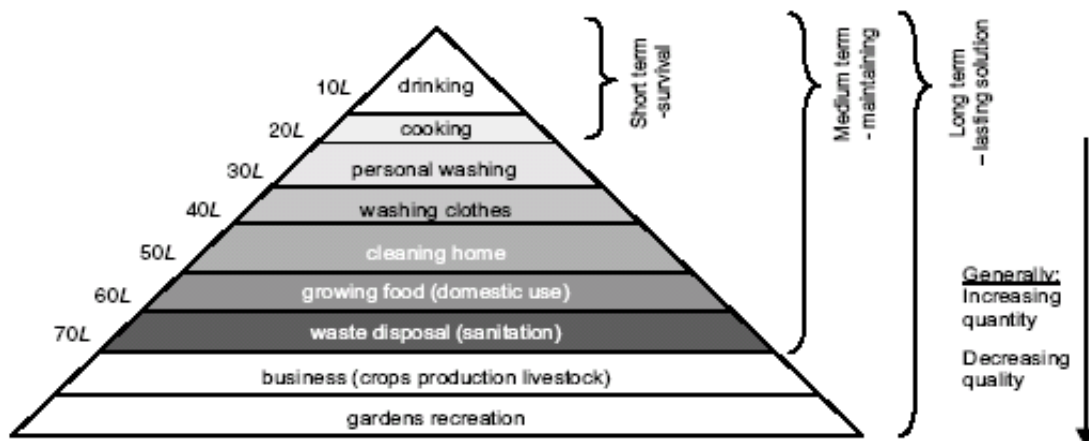 10L
drinking
20L
cooking
30L
personal washing
40L
washing clothes
50L
cleaning home
60L
growing food (domestic use)
70L
waste disposal (sanitation)
business (crops production livestock)
gardens recreation
Short term
-survival
Medium term
- maintaining
Long term
– lasting solution
Generally:
Increasing
quantity
Decreasing
quality